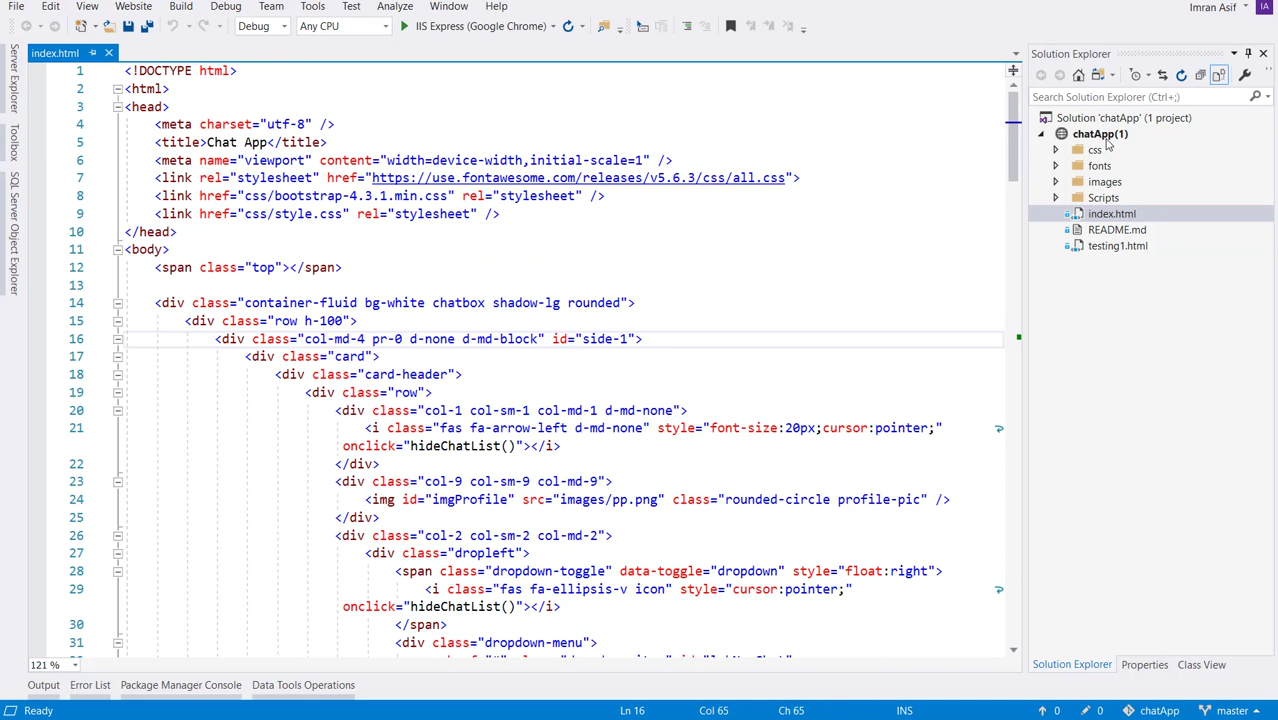 File Edit View Website Build Debug Team Tools Test Analyze Window Help Imran Asif IA
Debug Any CPU IIS Express (Google Chrome)
index.html
Server Explorer
Toolbox
SQL Server Object Explorer
1 <!DOCTYPE html>
2 <html>
3 <head>
4 <meta charset="utf-8" />
5 <title>Chat App</title>
6 <meta name="viewport" content="width=device-width,initial-scale=1" />
7 <link rel="stylesheet" href="https://use.fontawesome.com/releases/v5.6.3/css/all.css">
8 <link href="css/bootstrap-4.3.1.min.css" rel="stylesheet" />
9 <link href="css/style.css" rel="stylesheet" />
10 </head>
11 <body>
12 <span class="top"></span>
13
14 <div class="container-fluid bg-white chatbox shadow-lg rounded">
15 <div class="row h-100">
16 <div class="col-md-4 pr-0 d-none d-md-block" id="side-1">
17 <div class="card">
18 <div class="card-header">
19 <div class="row">
20 <div class="col-1 col-sm-1 col-md-1 d-md-none">
21 <i class="fas fa-arrow-left d-md-none" style="font-size:20px;cursor:pointer;"
onclick="hideChatList()"></i>
22 </div>
23 <div class="col-9 col-sm-9 col-md-9">
24 <img id="imgProfile" src="images/pp.png" class="rounded-circle profile-pic" />
25 </div>
26 <div class="col-2 col-sm-2 col-md-2">
27 <div class="dropleft">
28 <span class="dropdown-toggle" data-toggle="dropdown" style="float:right">
29 <i class="fas fa-ellipsis-v icon" style="cursor:pointer;"
onclick="hideChatList()"></i>
30 </span>
31 <div class="dropdown-menu">
121 %
Solution Explorer
Search Solution Explorer (Ctrl+;)
Solution 'chatApp' (1 project)
chatApp(1)
css
fonts
images
Scripts
index.html
README.md
testing1.html
Solution Explorer Properties Class View
Output Error List Package Manager Console Data Tools Operations
Ready Ln 16 Col 65 Ch 65 INS 0 0 chatApp master